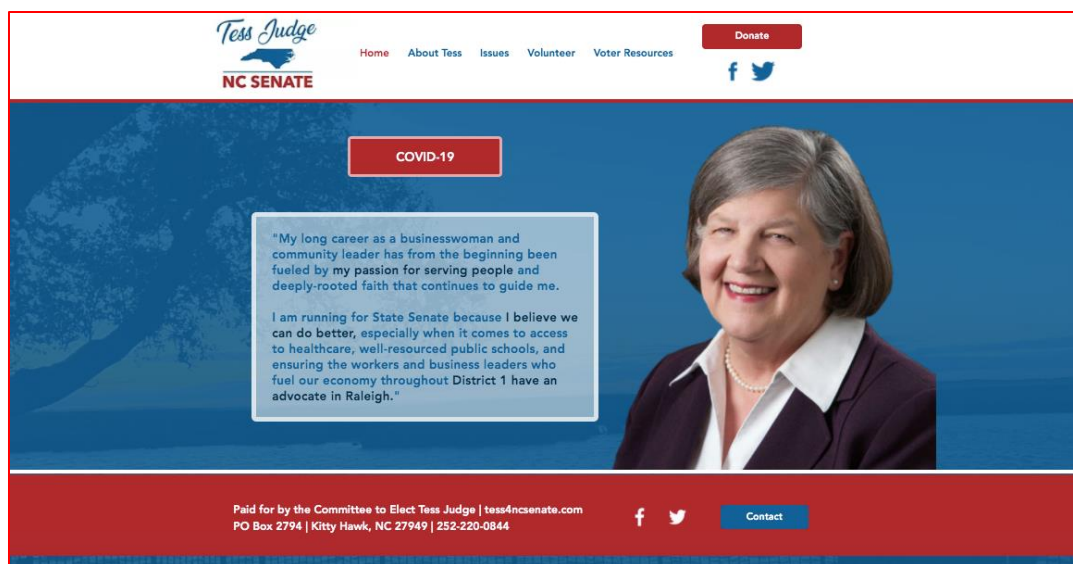 Tess Judge
NC SENATE
Home About Tess Issues Volunteer Voter Resources
Donate
COVID-19
"My long career as a businesswoman and
community leader has from the beginning been
fueled by my passion for serving people and
deeply-rooted faith that continues to guide me.
I am running for State Senate because I believe we
can do better, especially when it comes to access
to healthcare, well-resourced public schools, and
ensuring the workers and business leaders who
fuel our economy throughout District 1 have an
advocate in Raleigh."
Paid for by the Committee to Elect Tess Judge | tess4ncsenate.com
PO Box 2794 | Kitty Hawk, NC 27949 | 252-220-0844
Contact